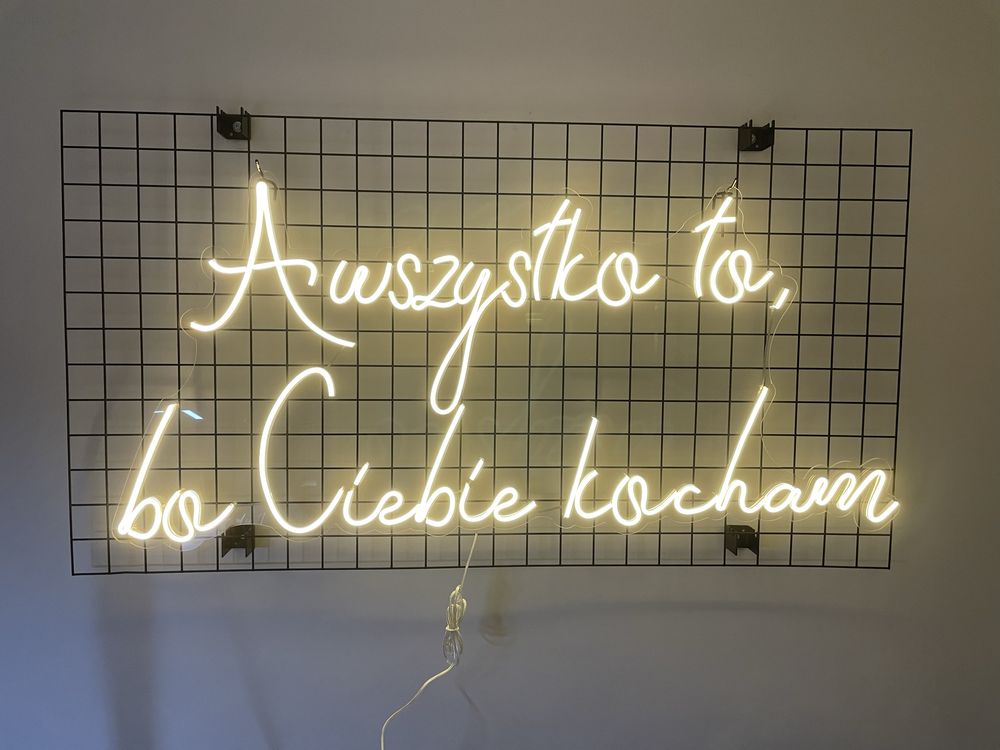 A wszystko to,
bo Ciebie kocham